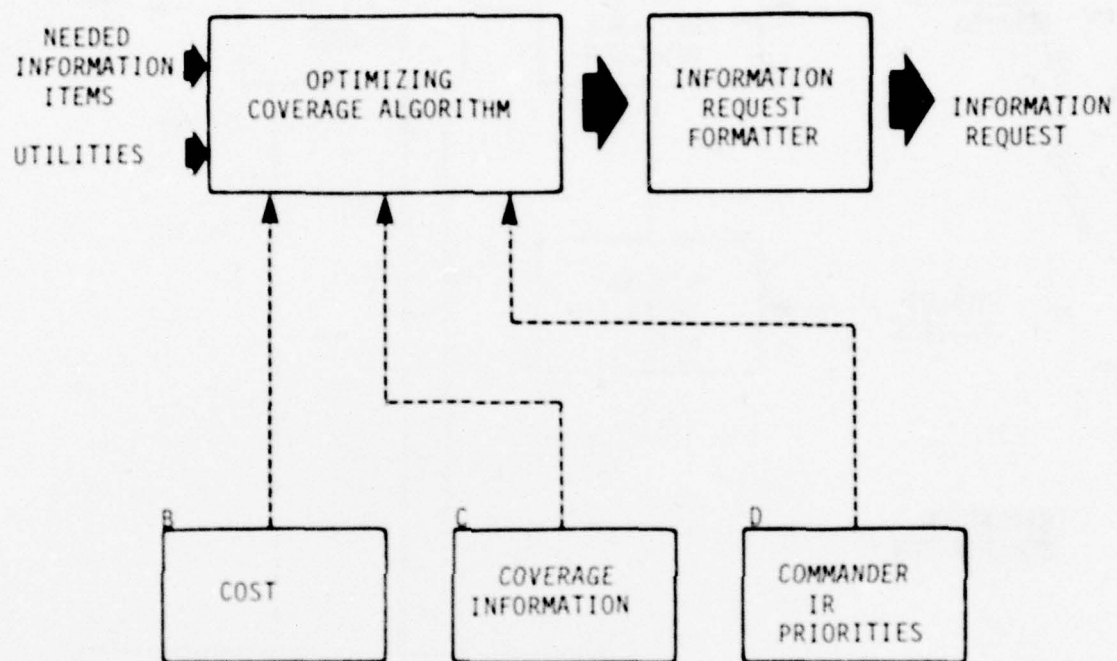 NEEDED
INFORMATION
ITEMS
UTILITIES
OPTIMIZING
COVERAGE ALGORITHM
INFORMATION
REQUEST
FORMATTER
INFORMATION
REQUEST
B
COST
C
COVERAGE
INFORMATION
D
COMMANDER
IR
PRIORITIES